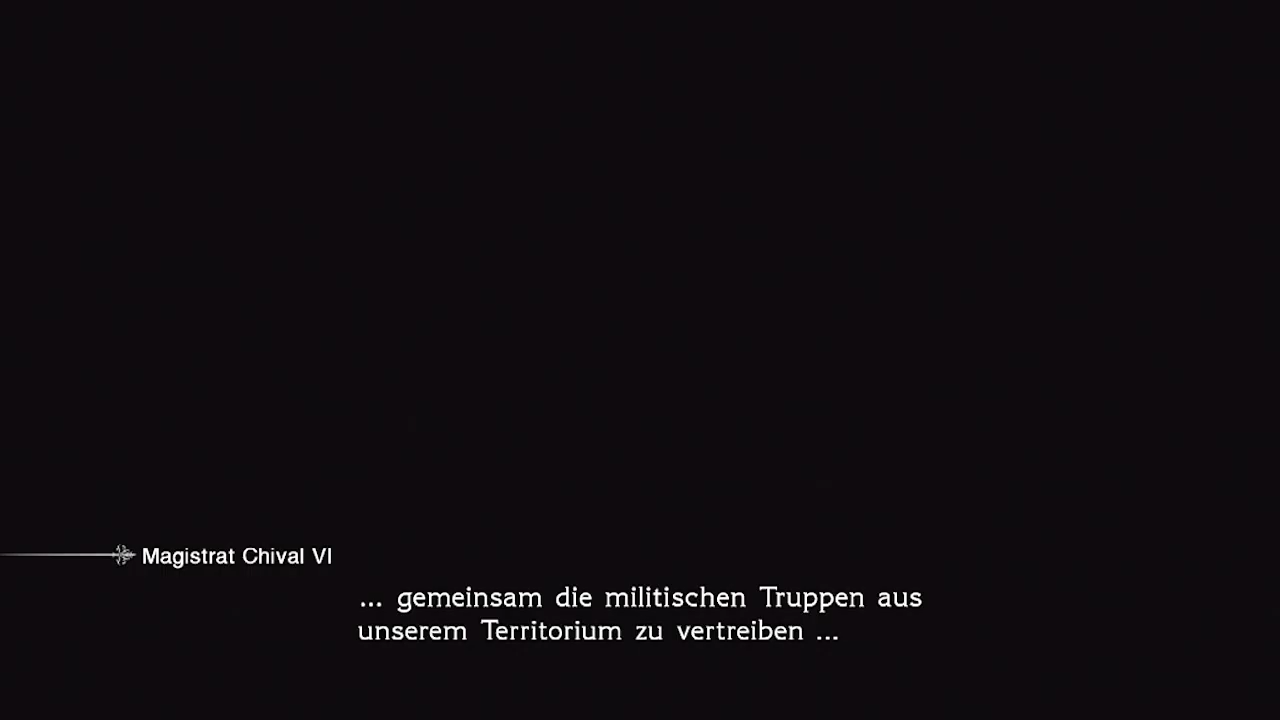 Magistrat Chival VI
... gemeinsam die militischen Truppen aus
unserem Territorium zu vertreiben ...